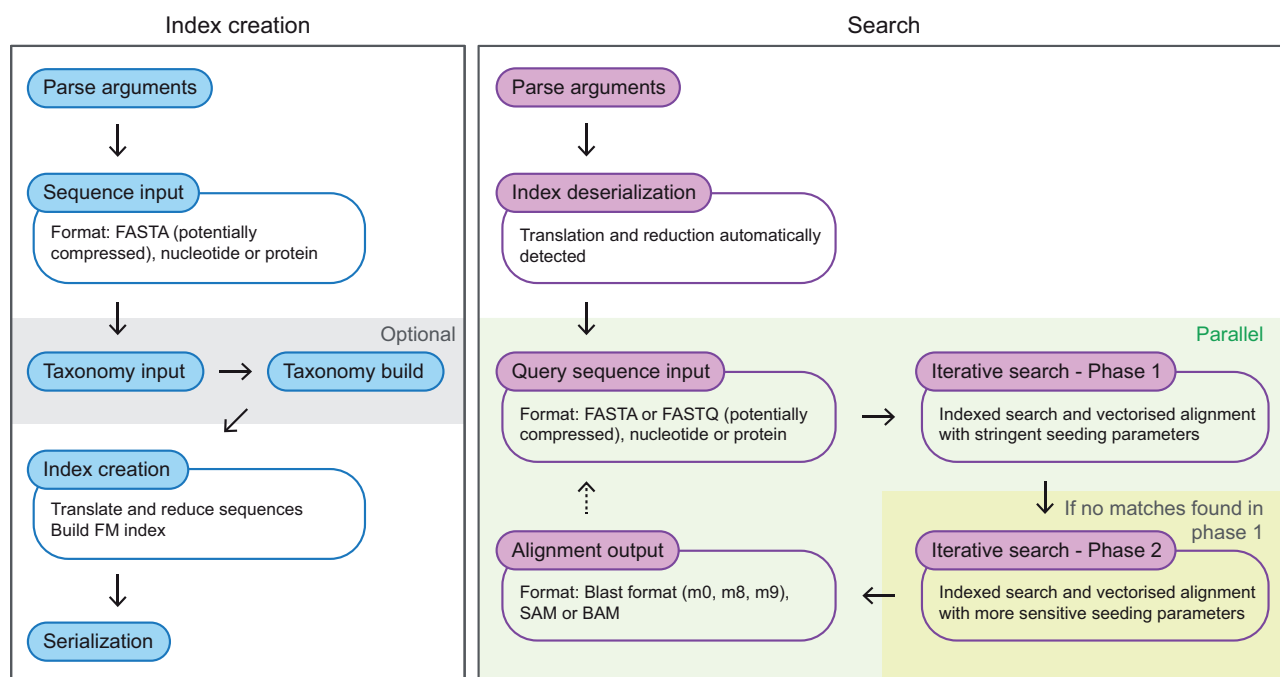 Index creation
Parse arguments
Sequence input
Format: FASTA (potentially
compressed), nucleotide or protein
Optional
Taxonomy input
Taxonomy build
Index creation
Translate and reduce sequences
Build FM index
Serialization
Search
Parse arguments
Index deserialization
Translation and reduction automatically
detected
Parallel
Query sequence input
Format: FASTA or FASTQ (potentially
compressed), nucleotide or protein
Iterative search - Phase 1
Indexed search and vectorised alignment
with stringent seeding parameters
If no matches found in
phase 1
Iterative search - Phase 2
Indexed search and vectorised alignment
with more sensitive seeding parameters
Alignment output
Format: Blast format (m0, m8, m9),
SAM or BAM